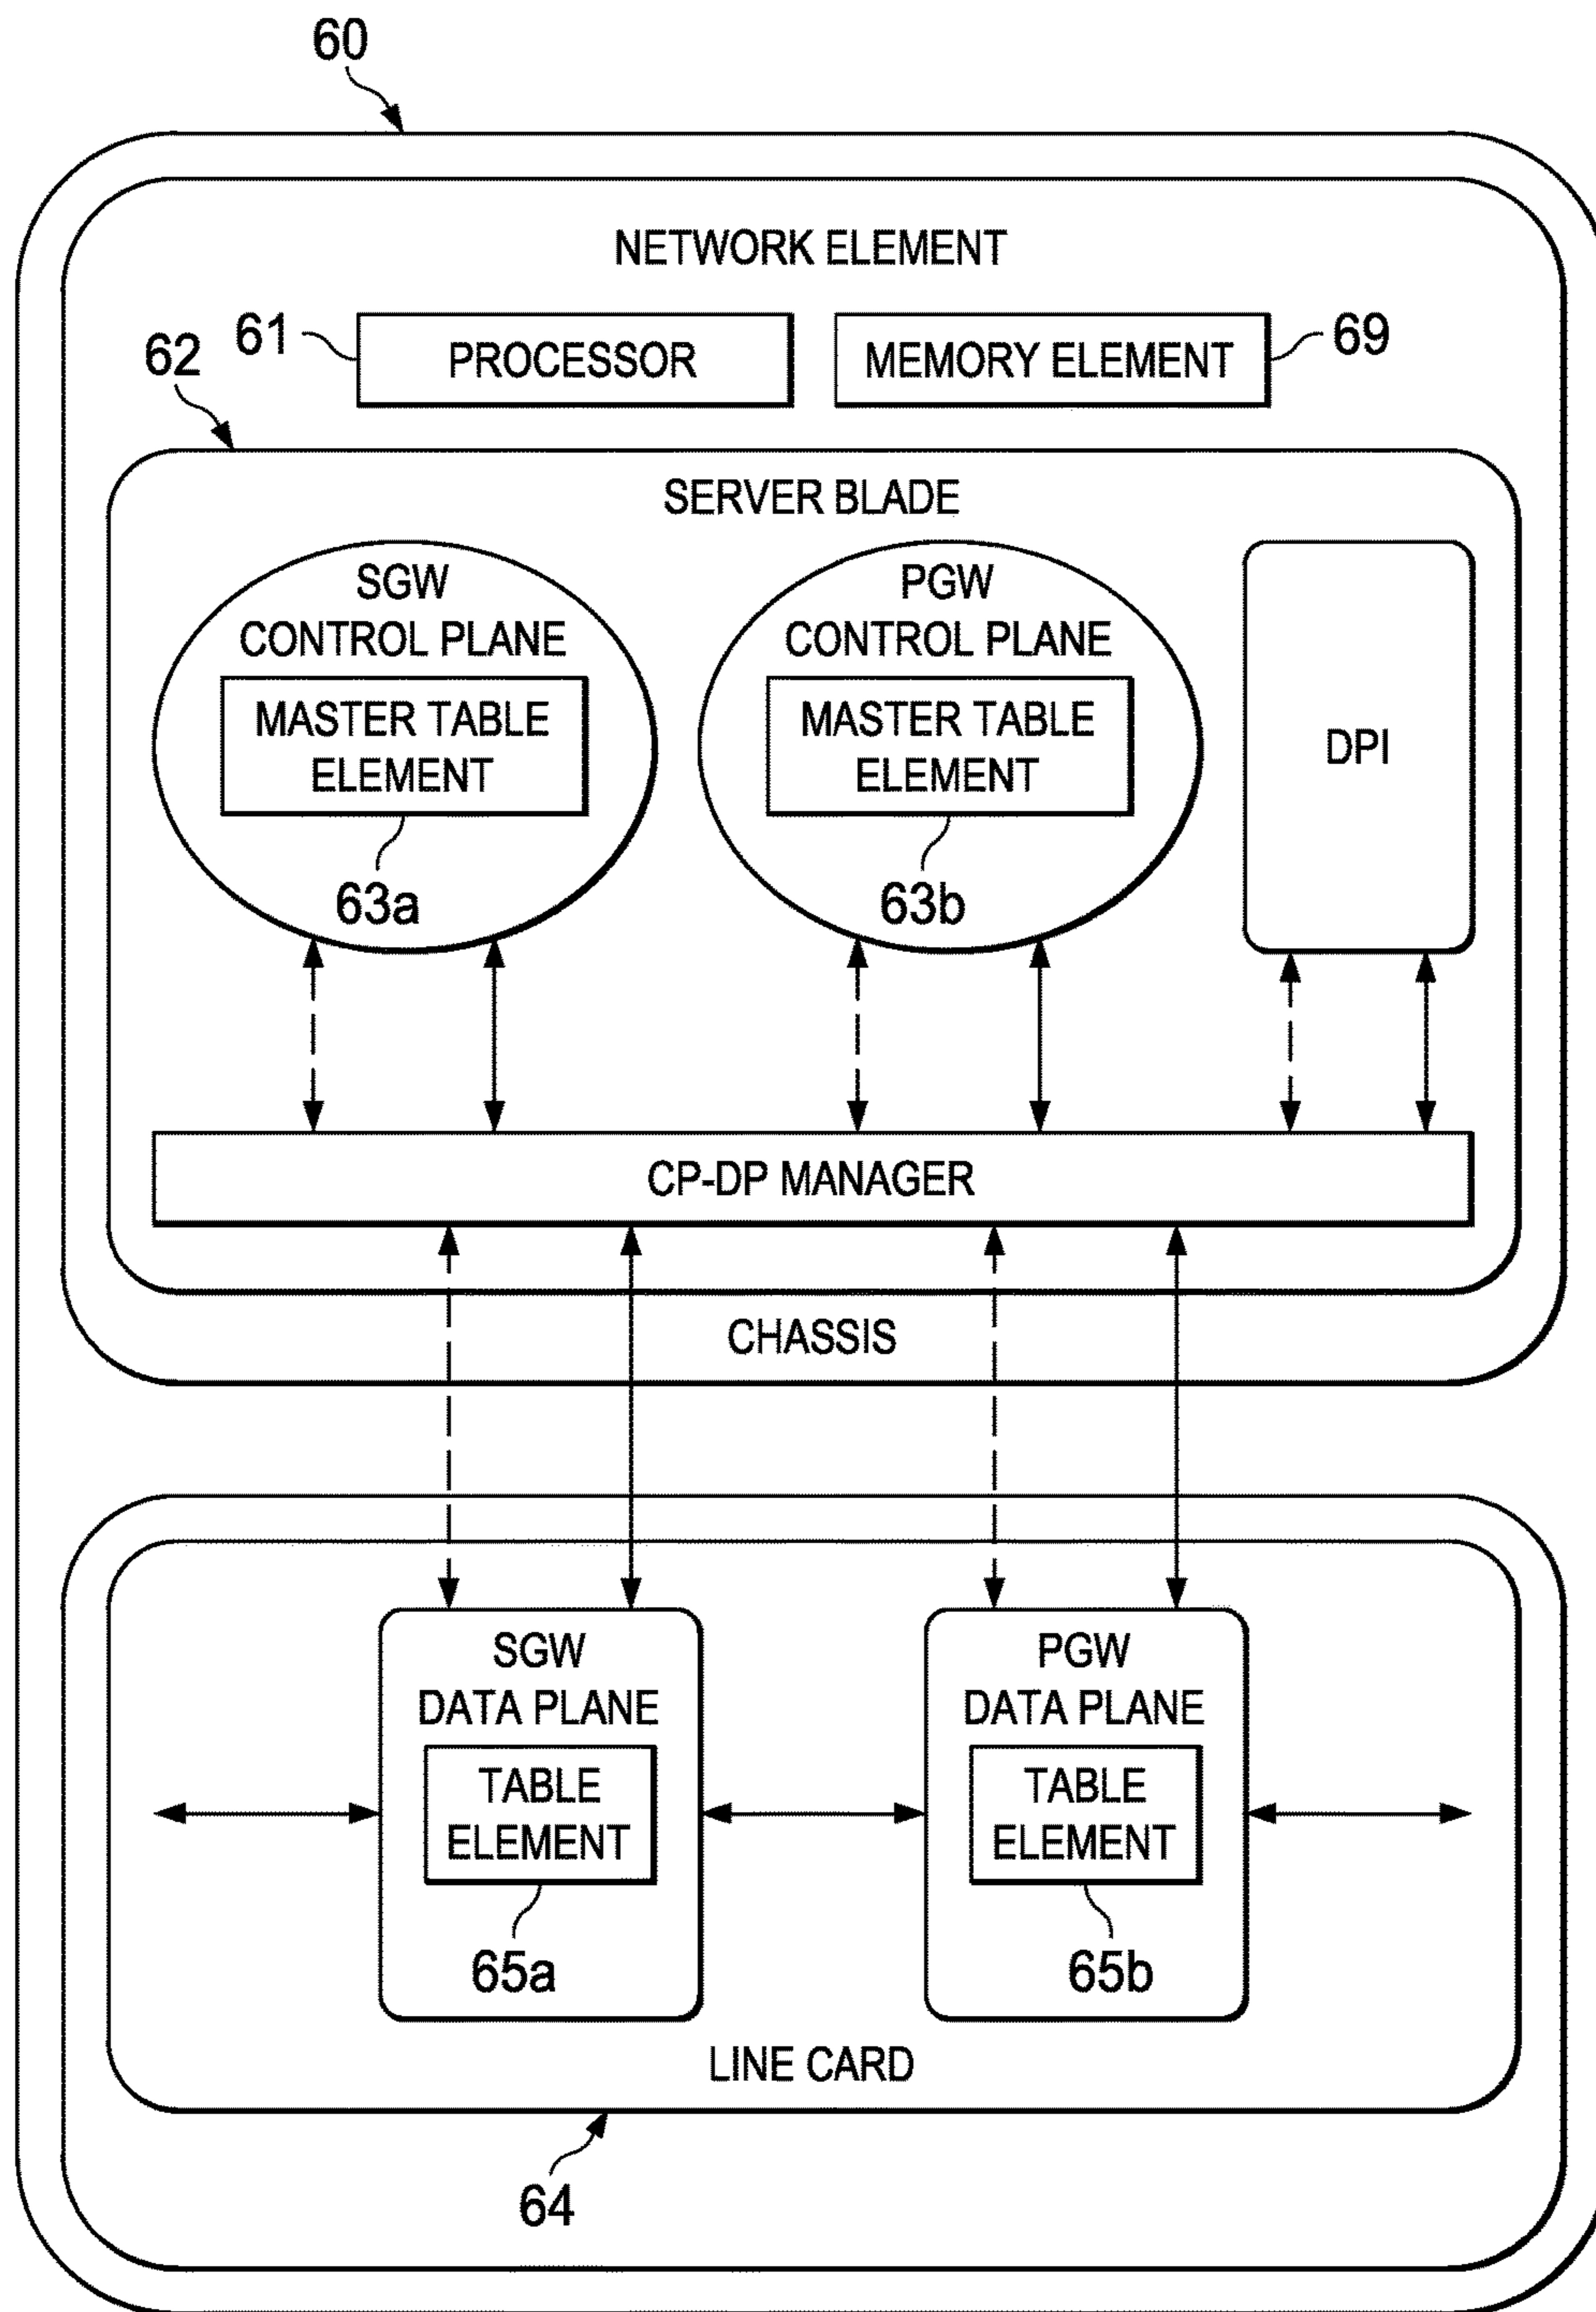 60
NETWORK ELEMENT
61
PROCESSOR
MEMORY ELEMENT
69
62
SERVER BLADE
SGW
CONTROL PLANE
MASTER TABLE
ELEMENT
63a
PGW
CONTROL PLANE
MASTER TABLE
ELEMENT
63b
DPI
CP-DP MANAGER
CHASSIS
SGW
DATA PLANE
TABLE
ELEMENT
65a
PGW
DATA PLANE
TABLE
ELEMENT
65b
LINE CARD
64